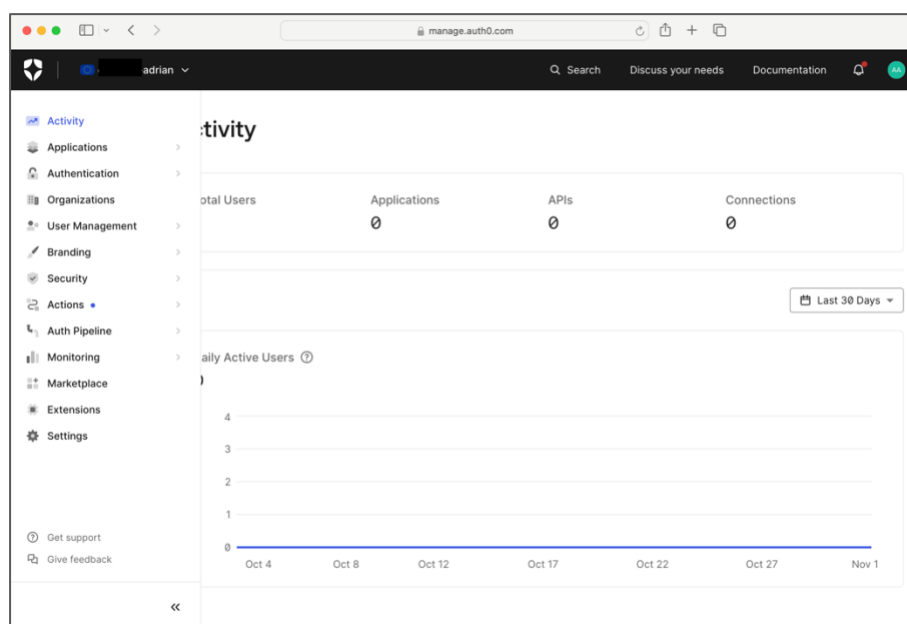 manage.auth0.com
adrian
Search Discuss your needs Documentation AA
Activity
Applications
Authentication
Organizations
User Management
Branding
Security
Actions
Auth Pipeline
Monitoring
Marketplace
Extensions
Settings
Get support
Give feedback
tivity
otal Users Applications APIs Connections
0 0 0
Last 30 Days
aily Active Users
4
3
2
1
0
Oct 4 Oct 8 Oct 12 Oct 17 Oct 22 Oct 27 Nov 1